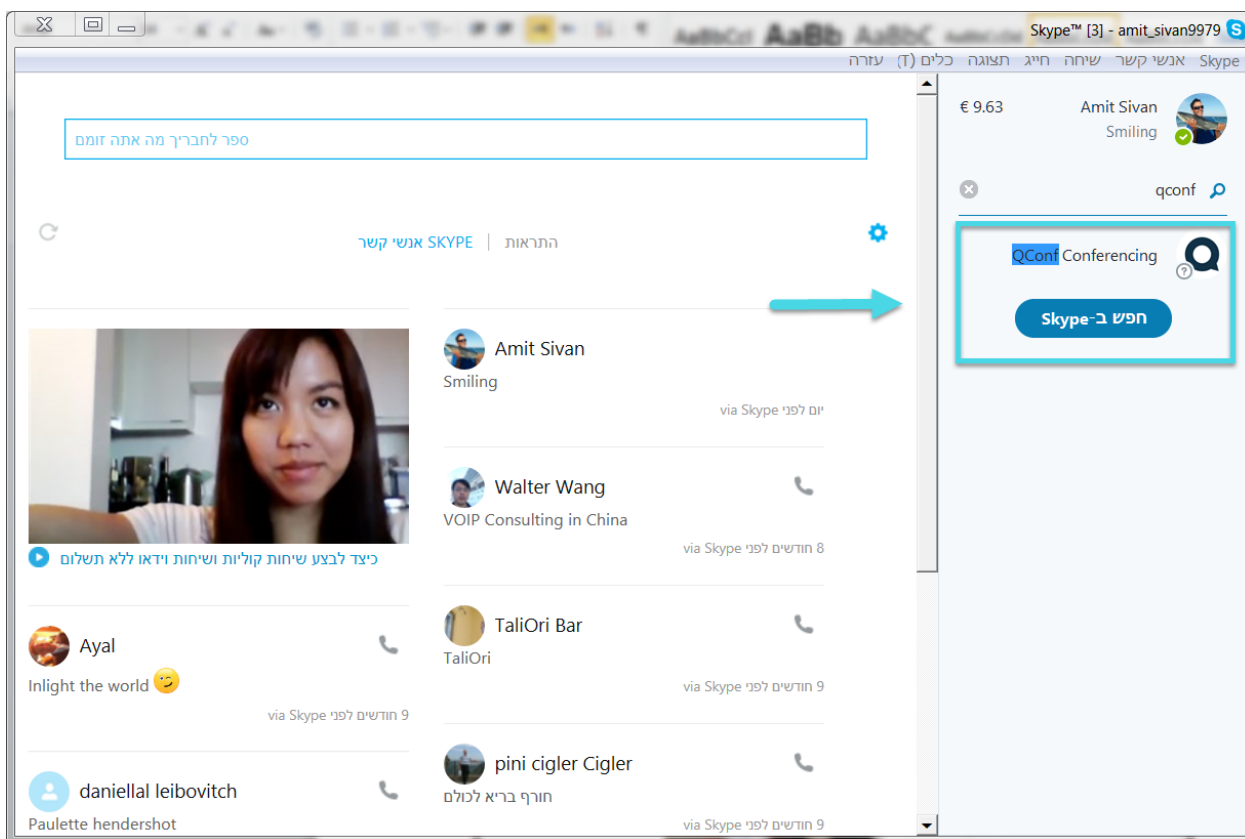 Skype™ [3] - amit_sivan9979
AaBbCcI AaBb AaBbC
Skype אנשי קשר שיחה חייג תצוגה כלים (T) עזרה
€ 9.63
Amit Sivan
Smiling
qconf
QConf Conferencing
חפש ב-Skype
ספר לחבריך מה אתה זומם
התראות | SKYPE אנשי קשר
כיצד לבצע שיחות קוליות ושיחות וידאו ללא תשלום
Ayal
Inlight the world
9 חודשים לפני via Skype
daniellal leibovitch
Paulette hendershot
Amit Sivan
Smiling
יום לפני via Skype
Walter Wang
VOIP Consulting in China
8 חודשים לפני via Skype
TaliOri Bar
TaliOri
9 חודשים לפני via Skype
pini cigler Cigler
חורף בריא לכולם
9 חודשים לפני via Skype